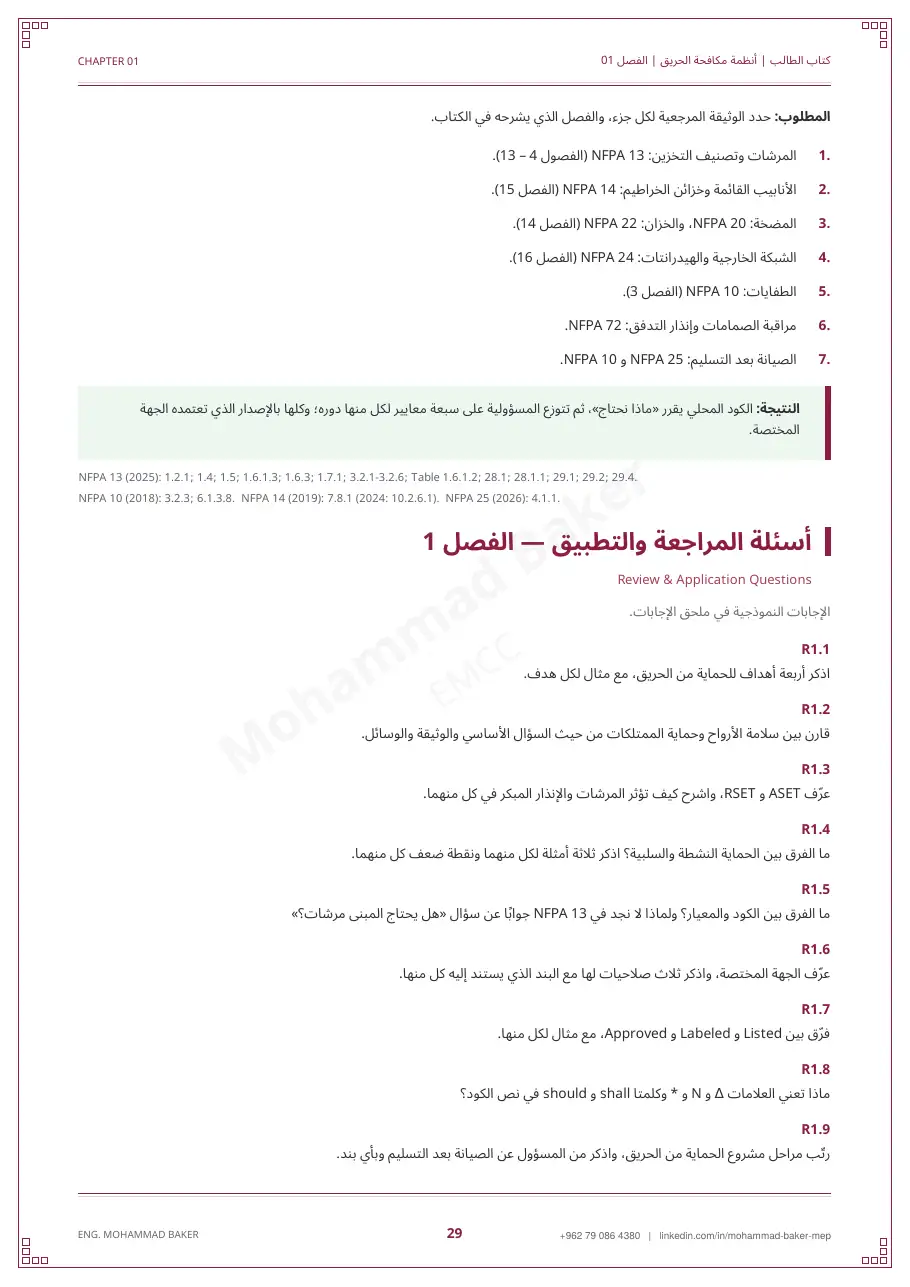 CHAPTER 01
كتاب الطالب | أنظمة مكافحة الحريق | الفصل 01
المطلوب: حدد الوثيقة المرجعية لكل جزء، والفصل الذي يشرحه في الكتاب.
1. المرشات وتصنيف التخزين: NFPA 13 (الفصول 4 – 13).
2. الأنابيب القائمة وخزائن الخراطيم: NFPA 14 (الفصل 15).
3. المضخة: NFPA 20، والخزان: NFPA 22 (الفصل 14).
4. الشبكة الخارجية والهيدرانتات: NFPA 24 (الفصل 16).
5. الطفايات: NFPA 10 (الفصل 3).
6. مراقبة الصمامات وإنذار التدفق: NFPA 72.
7. الصيانة بعد التسليم: NFPA 25 و NFPA 10.
النتيجة: الكود المحلي يقرر «ماذا نحتاج»، ثم تتوزع المسؤولية على سبعة معايير لكل منها دوره؛ وكلها بالإصدار الذي تعتمده الجهة
المختصة.
NFPA 13 (2025): 1.2.1; 1.4; 1.5; 1.6.1.3; 1.6.3; 1.7.1; 3.2.1-3.2.6; Table 1.6.1.2; 28.1; 28.1.1; 29.1; 29.2; 29.4.
NFPA 10 (2018): 3.2.3; 6.1.3.8. NFPA 14 (2019): 7.8.1 (2024: 10.2.6.1). NFPA 25 (2026): 4.1.1.
أسئلة المراجعة والتطبيق — الفصل 1
Review & Application Questions
الإجابات النموذجية في ملحق الإجابات.
R1.1
اذكر أربعة أهداف للحماية من الحريق، مع مثال لكل هدف.
R1.2
قارن بين سلامة الأرواح وحماية الممتلكات من حيث السؤال الأساسي والوثيقة والوسائل.
R1.3
عرّف ASET و RSET، واشرح كيف تؤثر المرشات والإنذار المبكر في كل منهما.
R1.4
ما الفرق بين الحماية النشطة والسلبية؟ اذكر ثلاثة أمثلة لكل منهما ونقطة ضعف كل منهما.
R1.5
ما الفرق بين الكود والمعيار؟ ولماذا لا نجد في NFPA 13 جوابًا عن سؤال «هل يحتاج المبنى مرشات؟»
R1.6
عرّف الجهة المختصة، واذكر ثلاث صلاحيات لها مع البند الذي يستند إليه كل منها.
R1.7
فرّق بين Listed و Labeled و Approved، مع مثال لكل منها.
R1.8
ماذا تعني العلامات Δ و N و * وكلمتا shall و should في نص الكود؟
R1.9
رتّب مراحل مشروع الحماية من الحريق، واذكر من المسؤول عن الصيانة بعد التسليم وبأي بند.
Mohammad Baker
EMCC
ENG. MOHAMMAD BAKER
29
+962 79 086 4380 | linkedin.com/in/mohammad-baker-mep